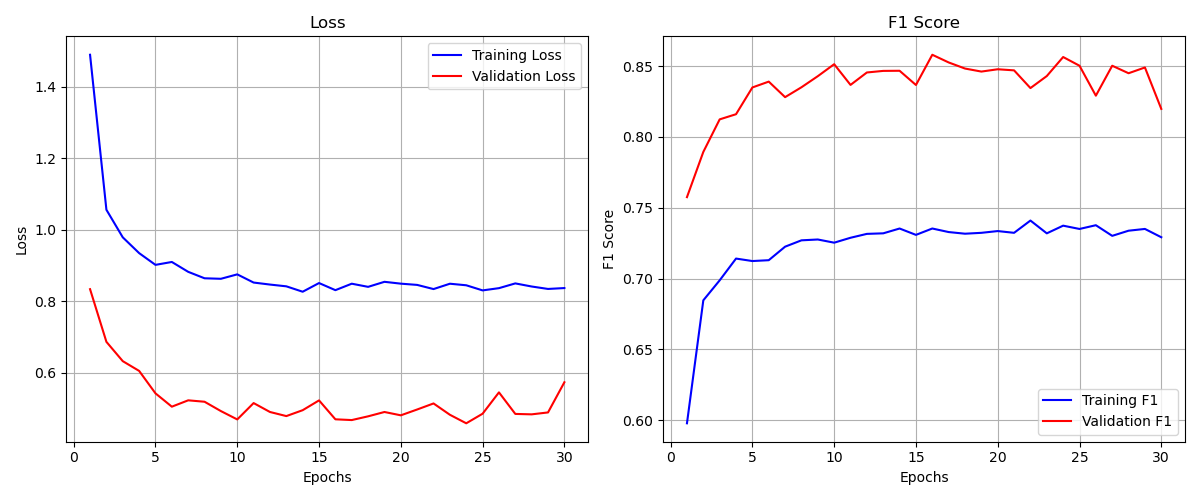 Loss
Training Loss
Validation Loss
1.4
1.2
1.0
0.8
0.6
Loss
0 5 10 15 20 25 30
Epochs
F1 Score
0.85
0.80
0.75
0.70
0.65
0.60
F1 Score
Training F1
Validation F1
0 5 10 15 20 25 30
Epochs